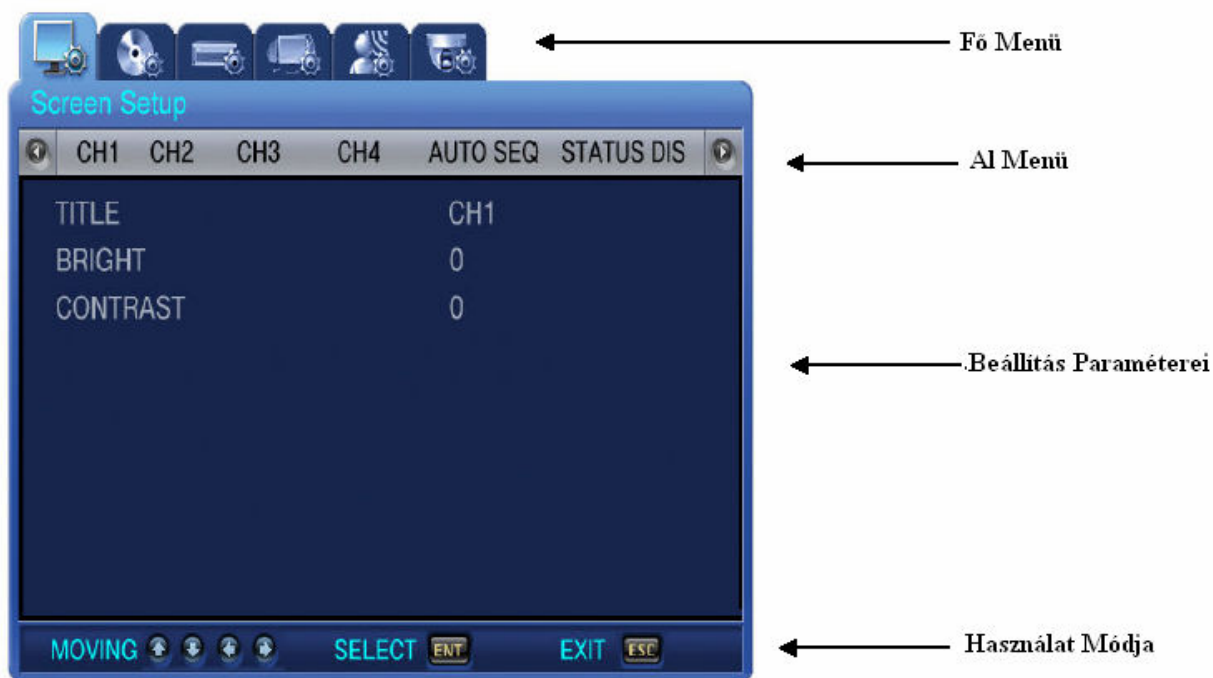 Fő Menü
Screen Setup
CH1 CH2 CH3 CH4 AUTO SEQ STATUS DIS
Al Menü
TITLE CH1
BRIGHT 0
CONTRAST 0
.Beállítás Paraméterei
MOVING SELECT ENT EXIT ESC
Használat Módja